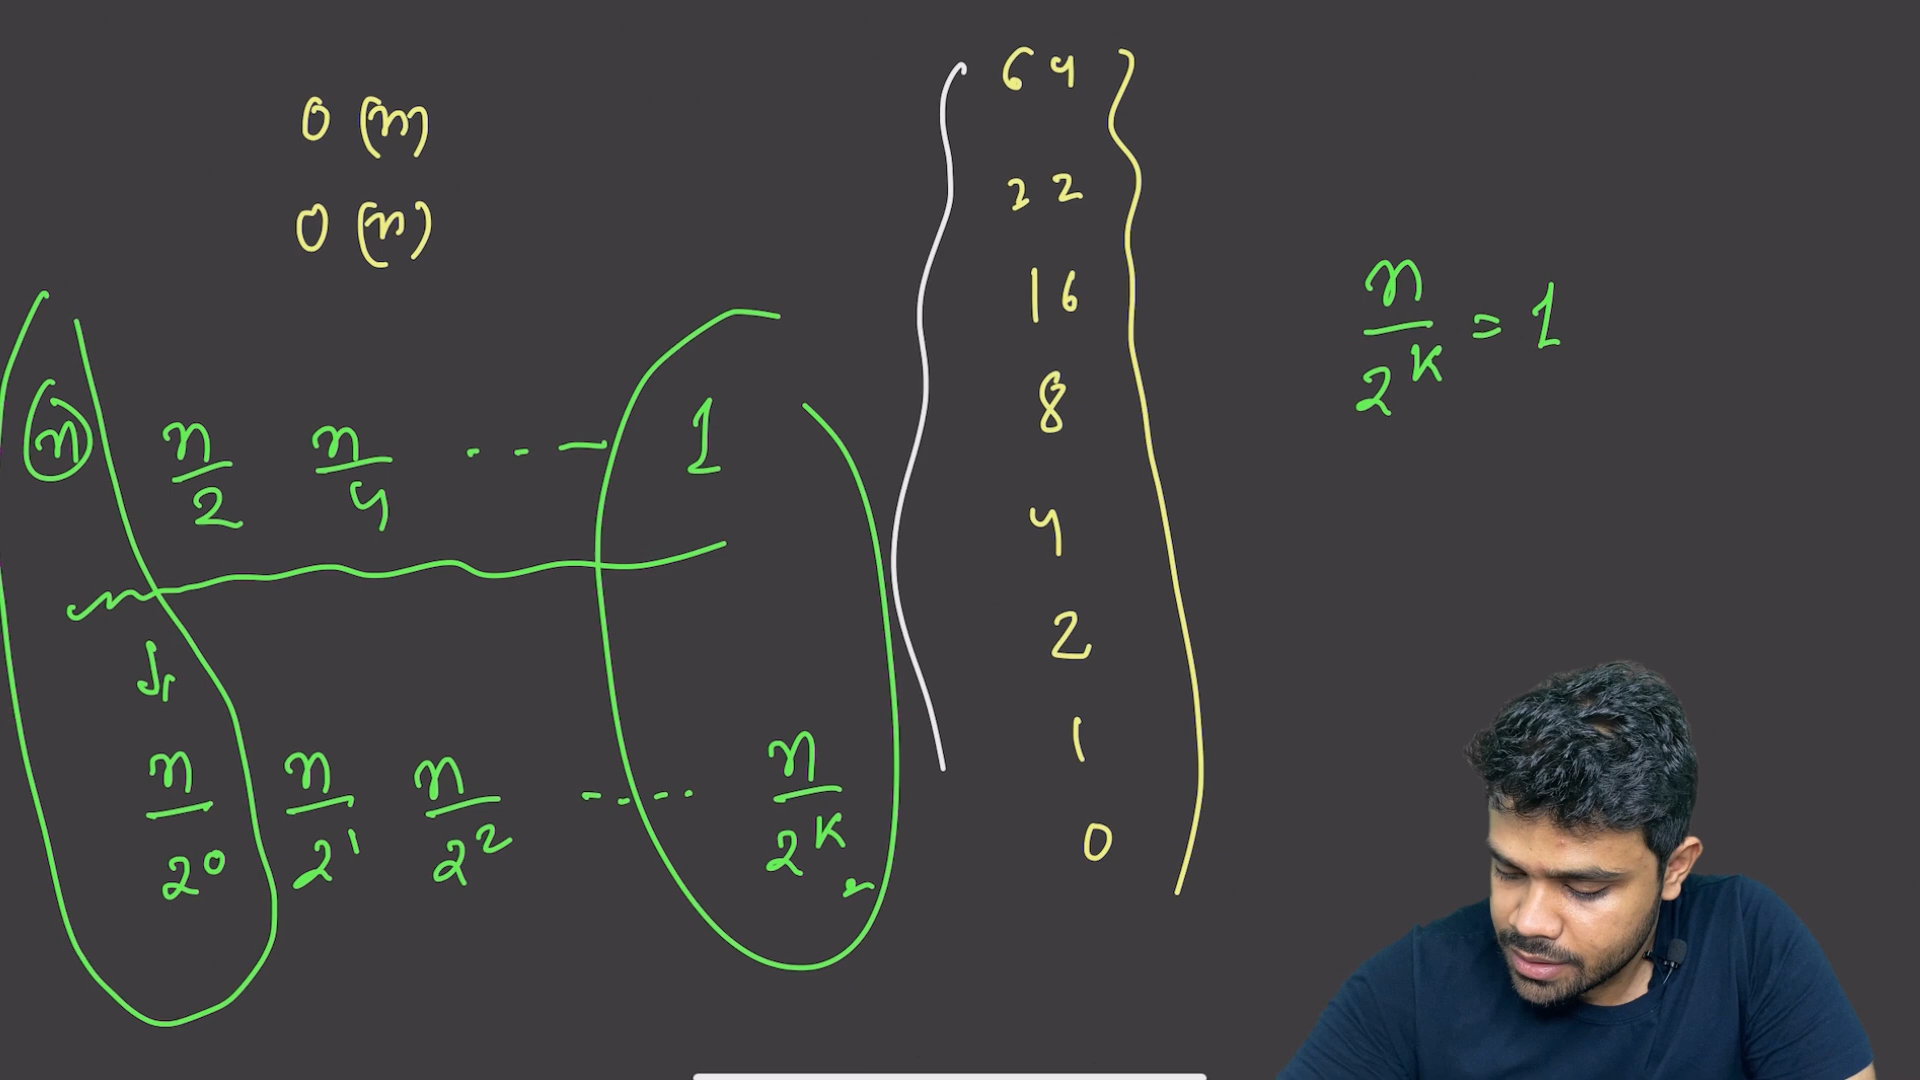 O (n)
O (n)
n n/2 n/4 ... — 1
n/2^0 n/2^1 n/2^2 ..... n/2^k
64
32
16
8
4
2
1
0
n/2^k = 1